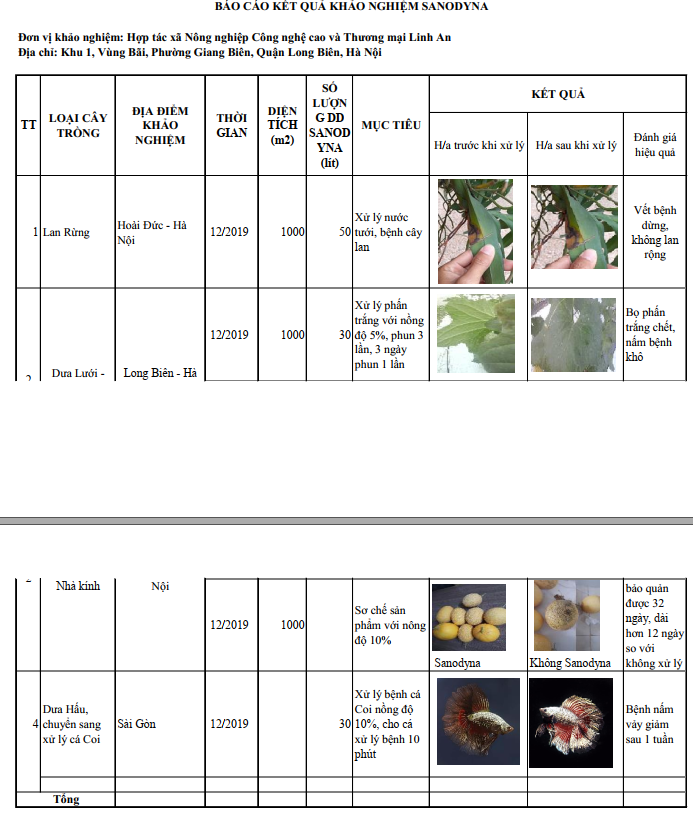 BÁO CÁO KẾT QUẢ KHẢO NGHIỆM SANODYNA
Đơn vị khảo nghiệm: Hợp tác xã Nông nghiệp Công nghệ cao và Thương mại Linh An
Địa chỉ: Khu 1, Vùng Bãi, Phường Giang Biên, Quận Long Biên, Hà Nội
TT
LOẠI CÂY
TRỒNG
ĐỊA ĐIỂM
KHẢO
NGHIỆM
THỜI
GIAN
DIỆN
TÍCH
(m2)
SỐ
LƯỢN
G DD
SANOD
YNA
(lít)
MỤC TIÊU
KẾT QUẢ
H/a trước khi xử lý
H/a sau khi xử lý
Đánh giá
hiệu quả
1
Lan Rừng
Hoài Đức - Hà
Nội
12/2019
1000
50
Xử lý nước
tưới, bệnh cây
lan
Vết bệnh
dừng,
không lan
rộng
2
Dưa Lưới -
Long Biên - Hà
12/2019
1000
30
Xử lý phấn
trắng với nồng
độ 5%, phun 3
lần, 3 ngày
phun 1 lần
Bọ phấn
trắng chết,
nấm bệnh
khô
2
Nhà kính
Nội
12/2019
1000
Sơ chế sản
phẩm với nông
độ 10%
Sanodyna
Không Sanodyna
bảo quản
được 32
ngày, dài
hơn 12 ngày
so với
không xử lý
4
Dưa Hấu,
chuyển sang
xử lý cá Coi
Sài Gòn
12/2019
30
Xử lý bệnh cá
Coi nồng độ
10%, cho cá
xử lý bệnh 10
phút
Bệnh nấm
vảy giảm
sau 1 tuần
Tổng